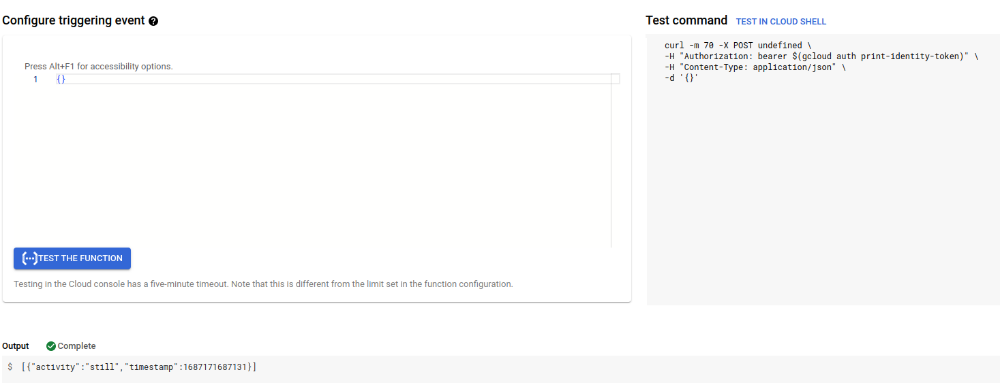 Configure triggering event ?
Press Alt+F1 for accessibility options.
1 {}
TEST THE FUNCTION
Testing in the Cloud console has a five-minute timeout. Note that this is different from the limit set in the function configuration.
Test command TEST IN CLOUD SHELL
curl -m 70 -X POST undefined \
-H "Authorization: bearer $(gcloud auth print-identity-token)" \
-H "Content-Type: application/json" \
-d '{}'
Output Complete
$ [{"activity":"still","timestamp":1687171687131}]